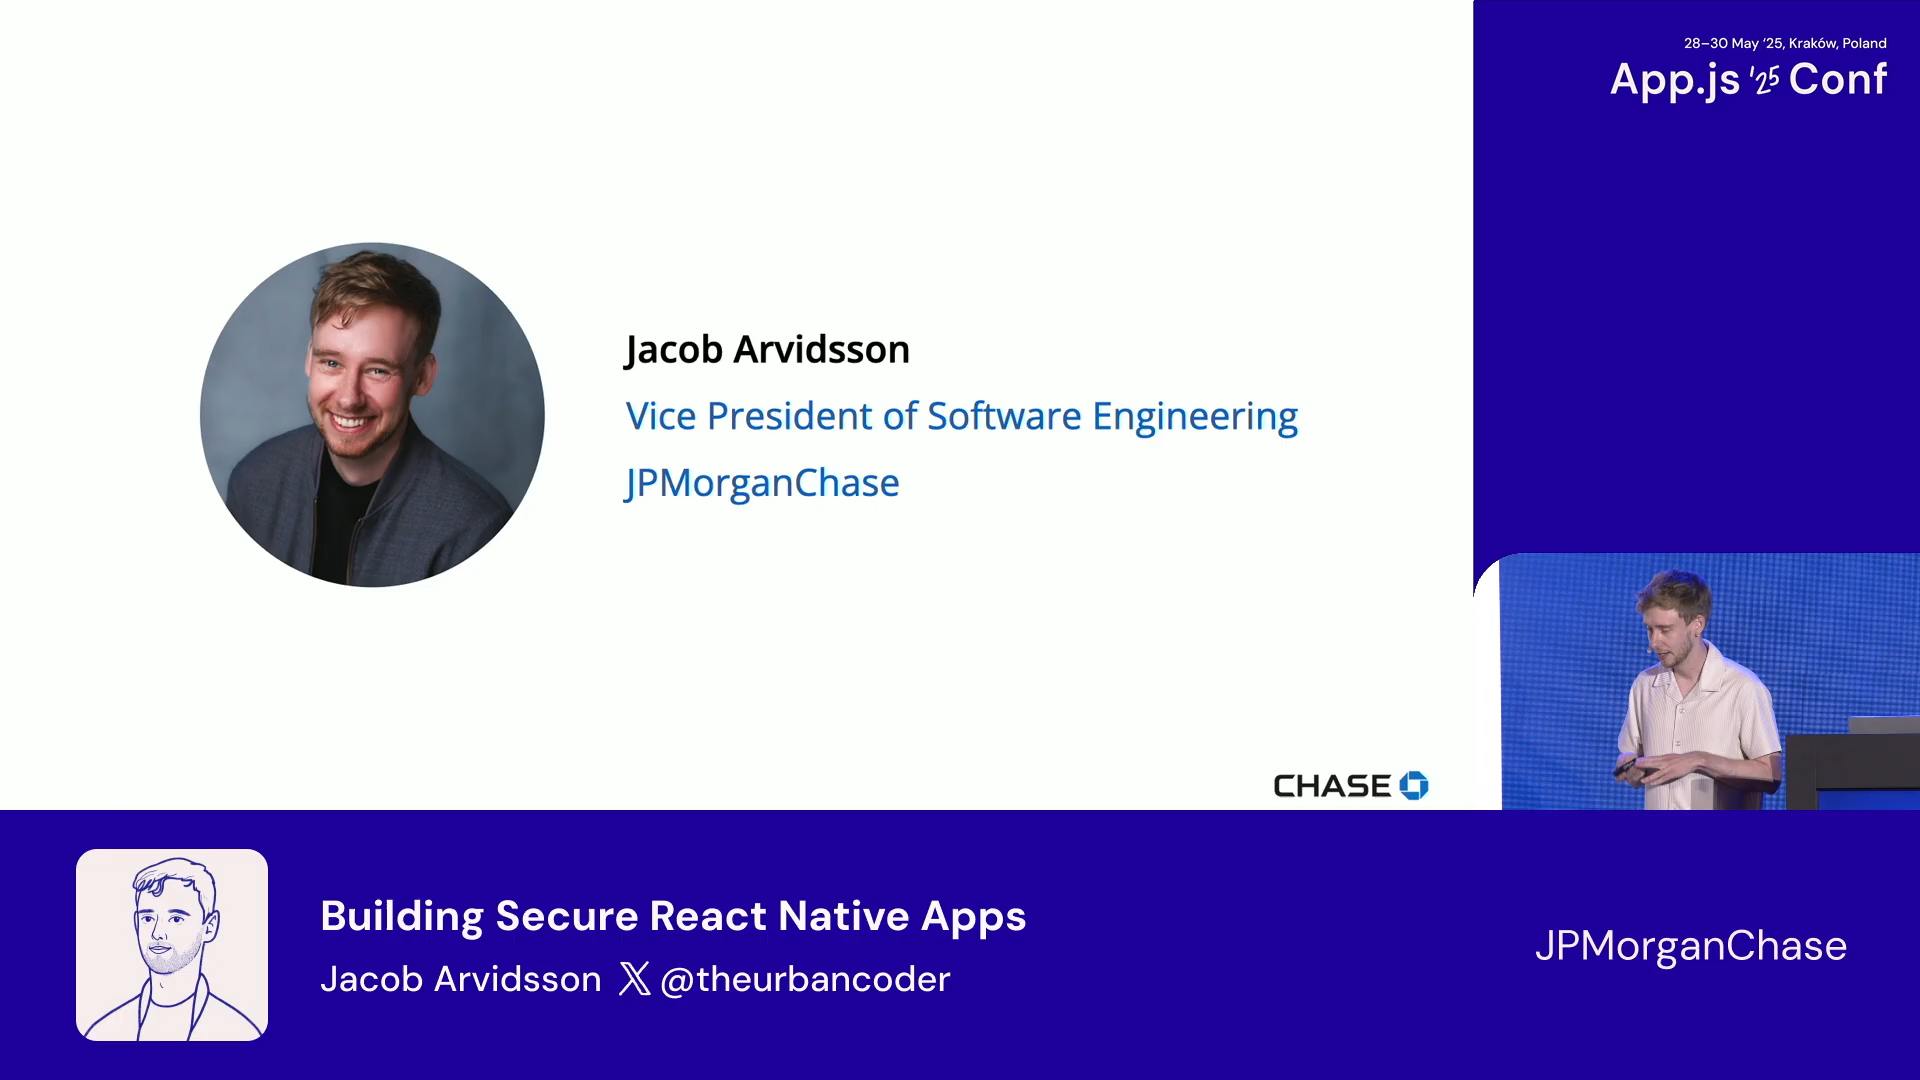 28–30 May '25, Kraków, Poland
App.js '25 Conf
Jacob Arvidsson
Vice President of Software Engineering
JPMorganChase
CHASE
Building Secure React Native Apps
Jacob Arvidsson 𝕏 @theurbancoder
JPMorganChase